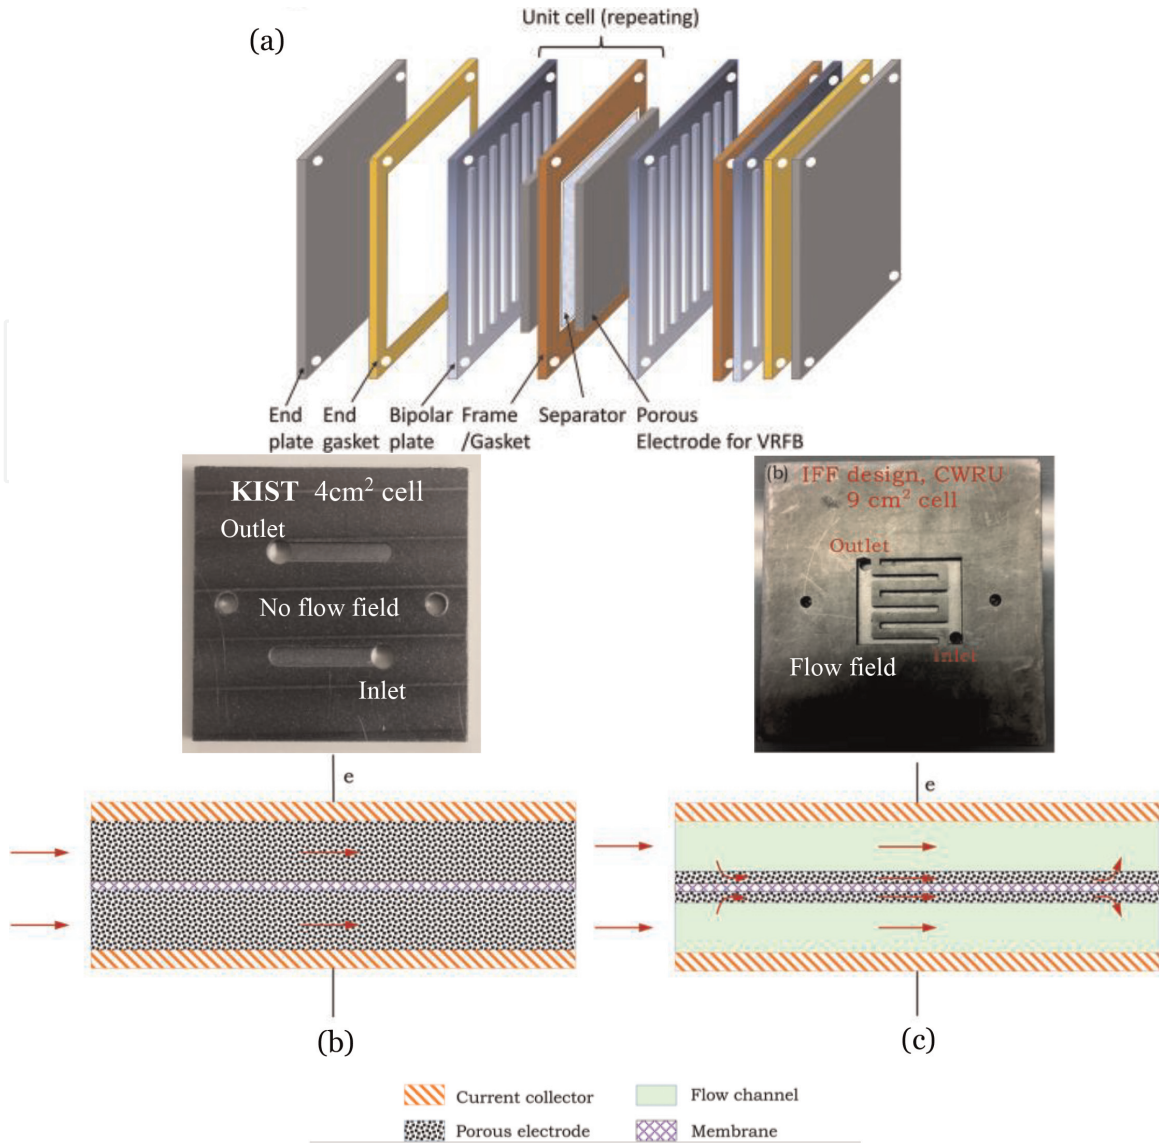 Unit cell (repeating)
(a)
End plate
End gasket
Bipolar plate
Frame /Gasket
Separator
Porous Electrode for VRFB
KIST 4cm² cell
Outlet
No flow field
Inlet
(b) IFF design, CWRU
9 cm² cell
Outlet
Inlet
Flow field
e
e
(b)
(c)
Current collector
Flow channel
Porous electrode
Membrane